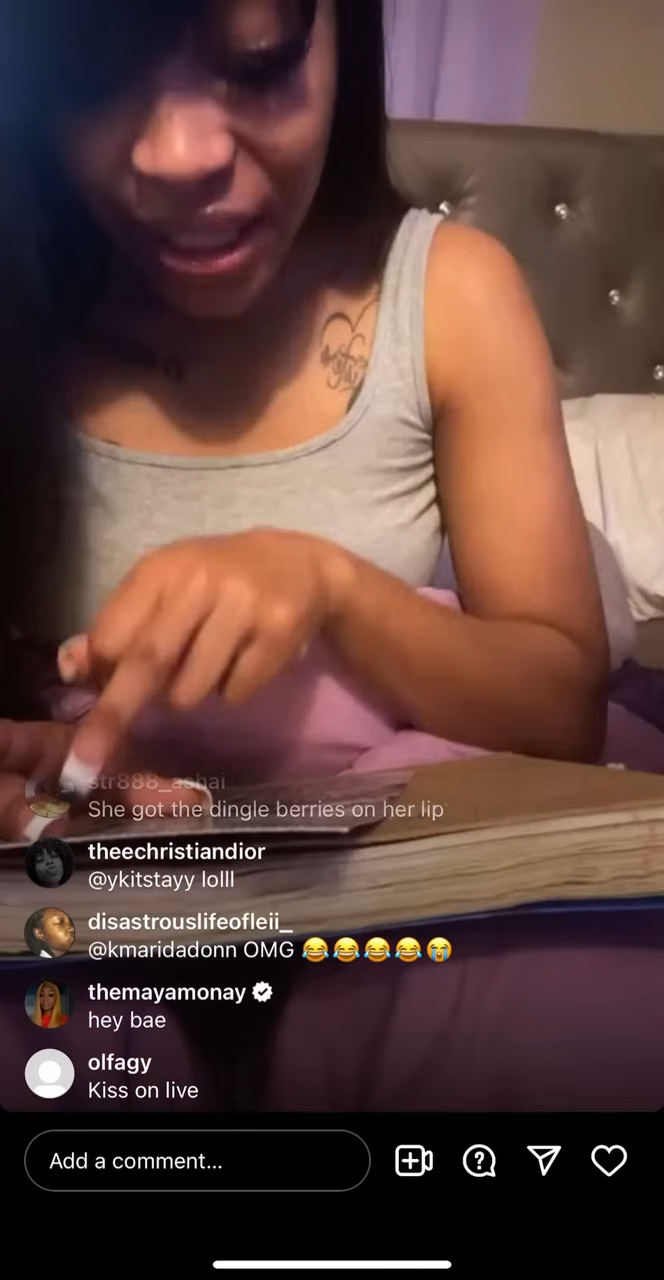 str888_ashai
She got the dingle berries on her lip
theechristiandior
@ykitstayy lolll
disastrouslifeofleii_
@kmaridadonn OMG 😂😂😂😂😭
themayamonay
hey bae
olfagy
Kiss on live
Add a comment...